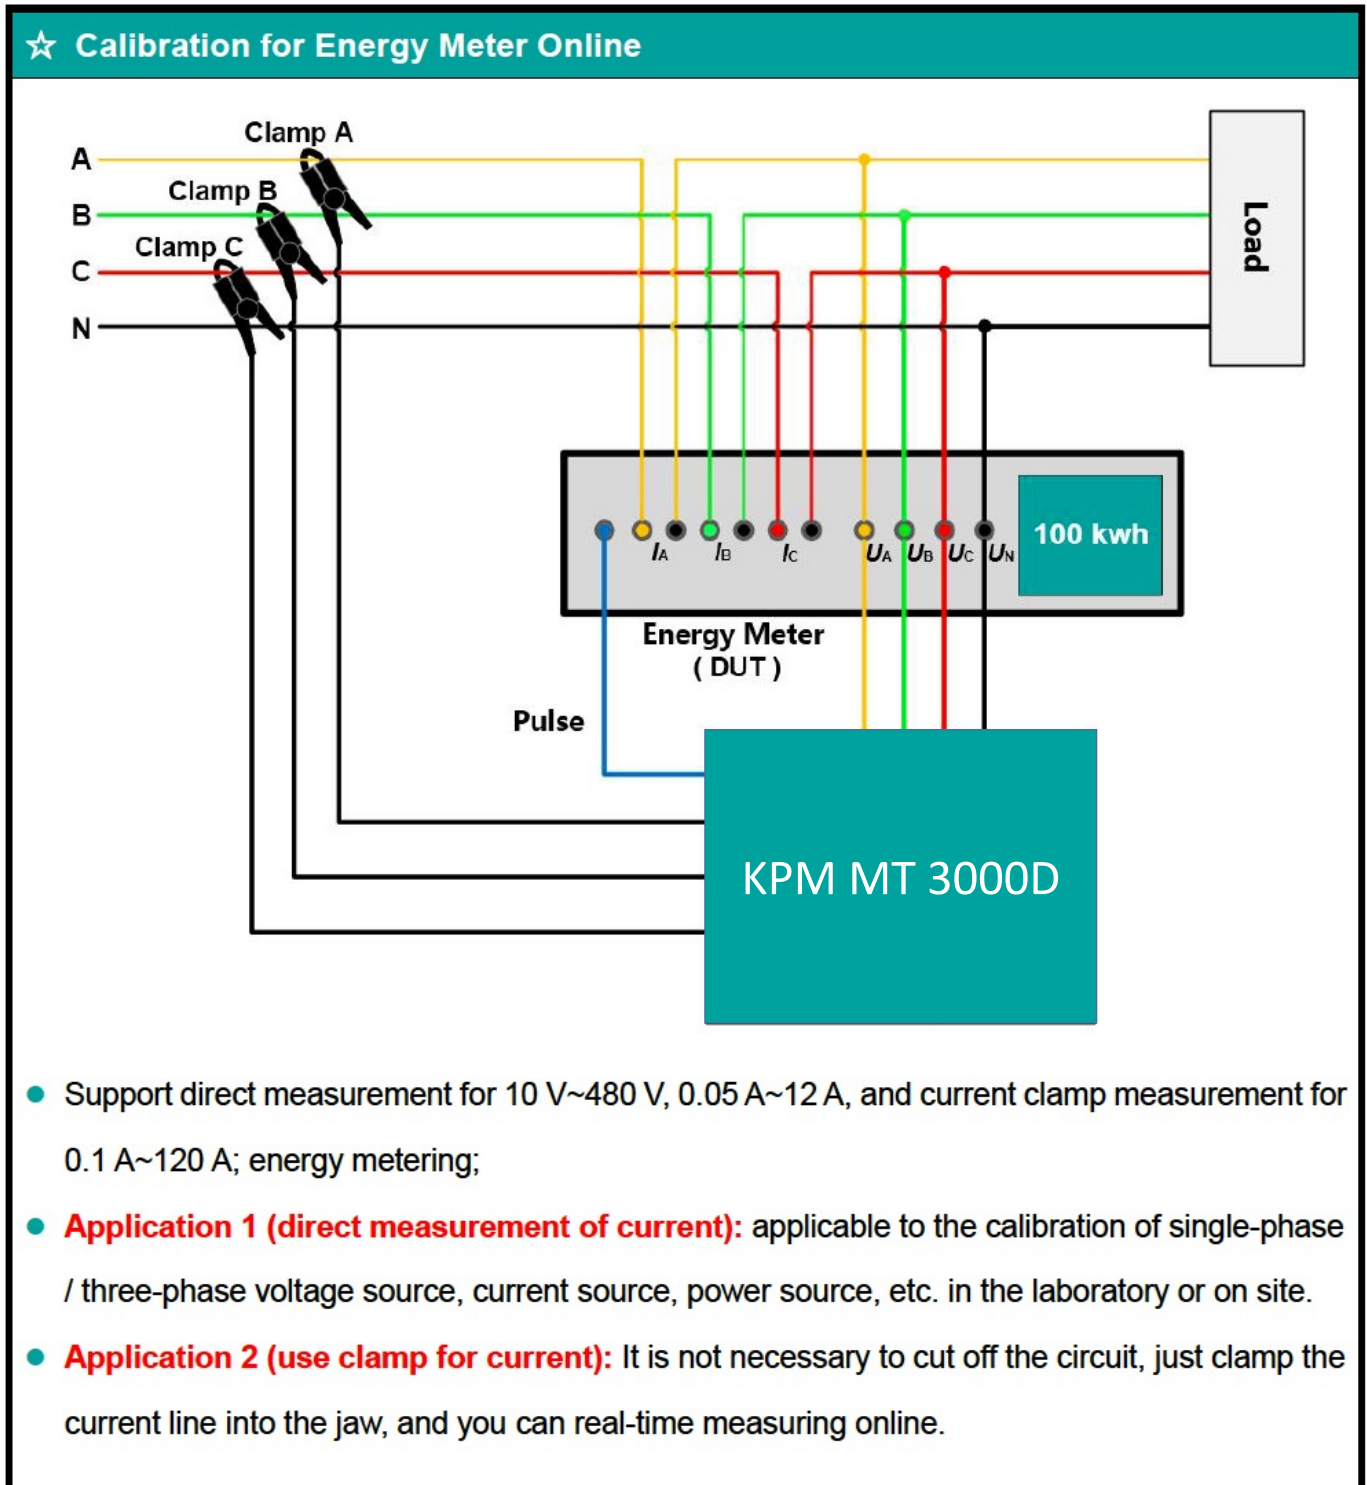 ☆ Calibration for Energy Meter Online
Clamp A
A
Clamp B
B
Clamp C
C
N
Load
IA
IB
IC
UA
UB
UC
UN
100 kwh
Energy Meter
( DUT )
Pulse
KPM MT 3000D
Support direct measurement for 10 V~480 V, 0.05 A~12 A, and current clamp measurement for
0.1 A~120 A; energy metering;
Application 1 (direct measurement of current): applicable to the calibration of single-phase
/ three-phase voltage source, current source, power source, etc. in the laboratory or on site.
Application 2 (use clamp for current): It is not necessary to cut off the circuit, just clamp the
current line into the jaw, and you can real-time measuring online.